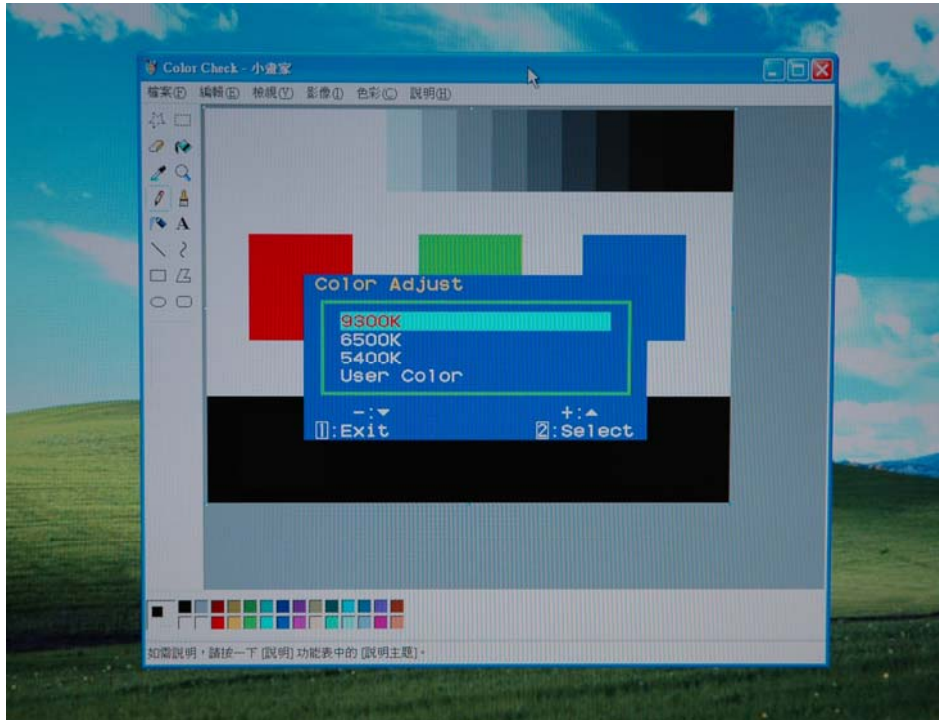 Color Check - 小畫家
檔案(F) 編輯(E) 檢視(V) 影像(I) 色彩(C) 說明(H)
A
Color Adjust
9300K
6500K
5400K
User Color
-:▼ +:▲
[]:Exit 2:Select
如需說明，請按一下 [說明] 功能表中的 [說明主題]。